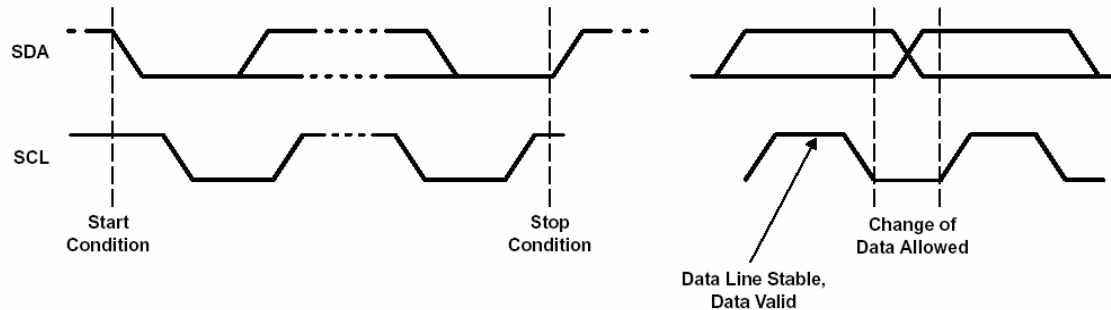 SDA
SCL
Start
Condition
Stop
Condition
Change of
Data Allowed
Data Line Stable,
Data Valid